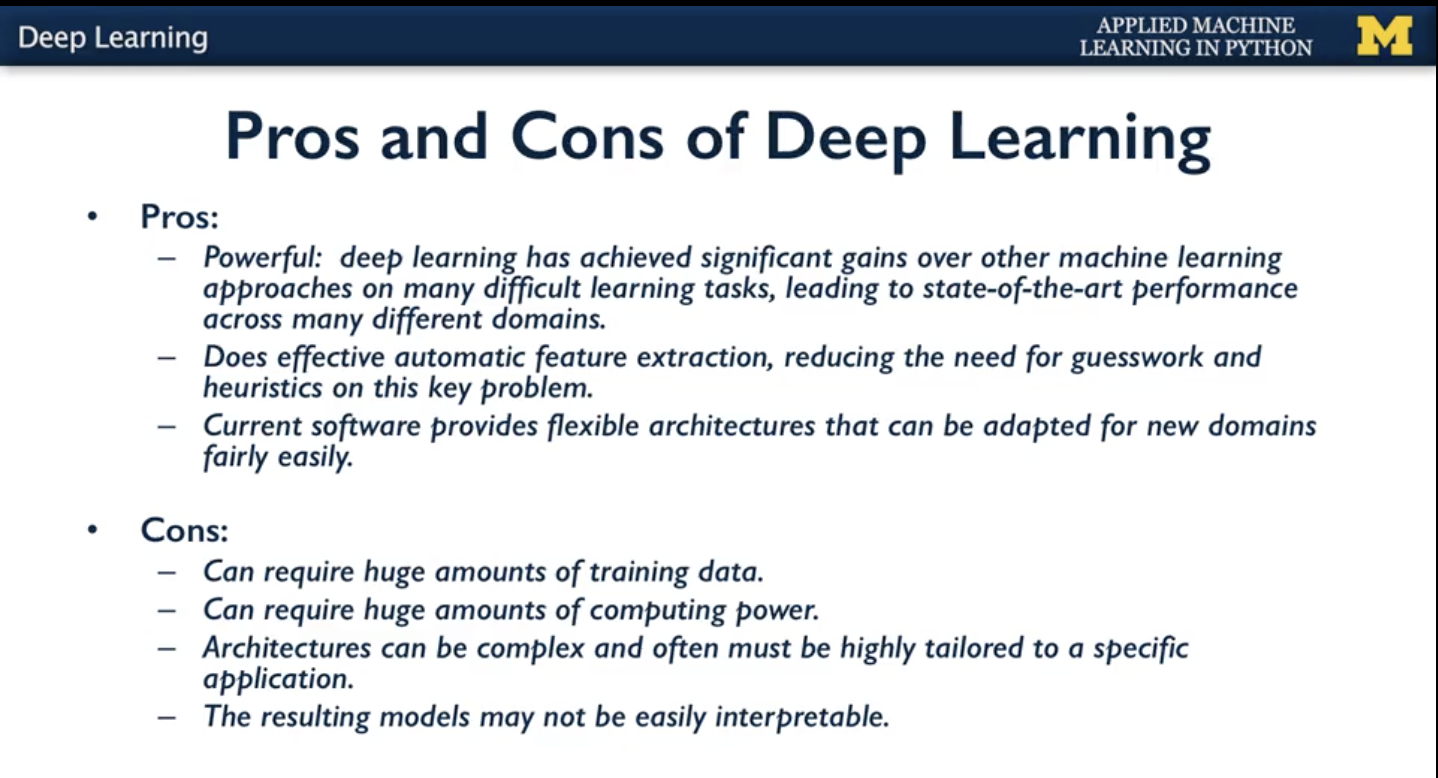 Deep Learning
APPLIED MACHINE
LEARNING IN PYTHON
M
Pros and Cons of Deep Learning
• Pros:
– Powerful:  deep learning has achieved significant gains over other machine learning
approaches on many difficult learning tasks, leading to state-of-the-art performance
across many different domains.
– Does effective automatic feature extraction, reducing the need for guesswork and
heuristics on this key problem.
– Current software provides flexible architectures that can be adapted for new domains
fairly easily.
• Cons:
– Can require huge amounts of training data.
– Can require huge amounts of computing power.
– Architectures can be complex and often must be highly tailored to a specific
application.
– The resulting models may not be easily interpretable.